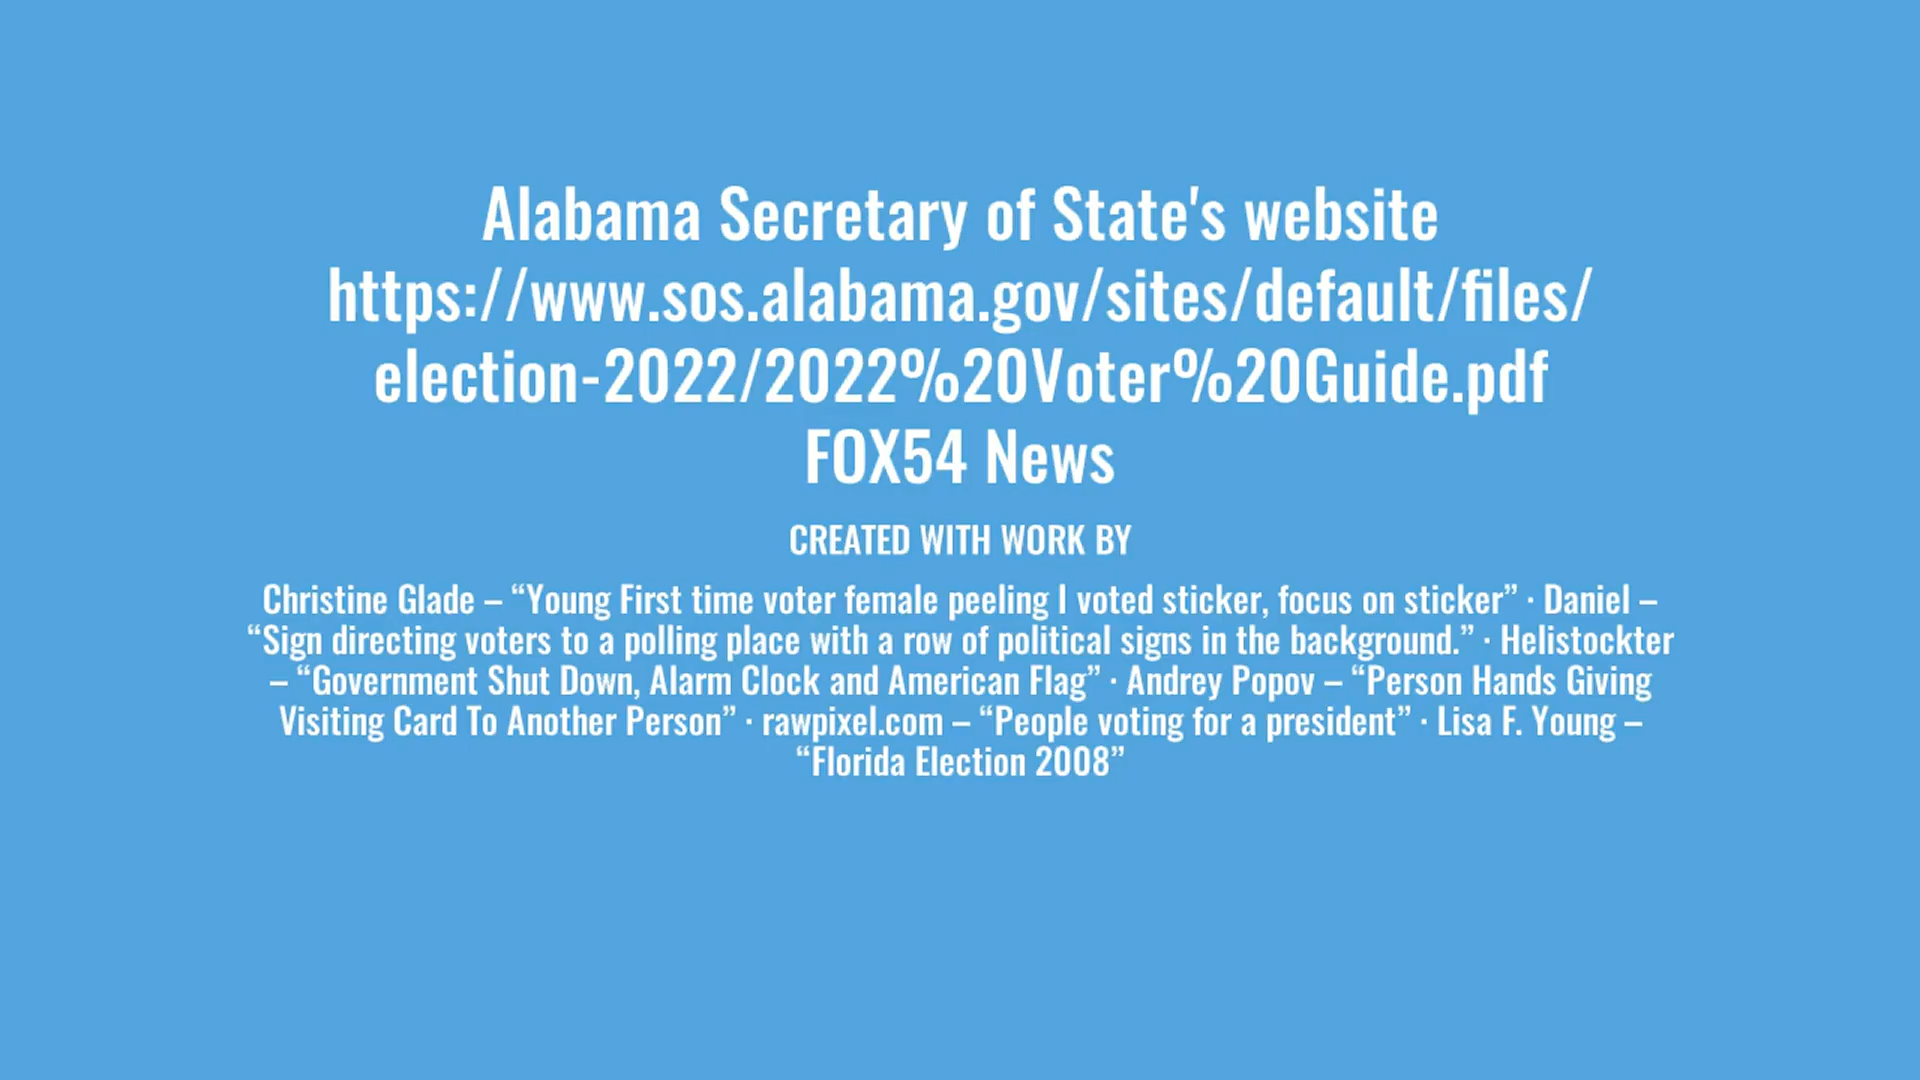 Alabama Secretary of State's website
https://www.sos.alabama.gov/sites/default/files/
election-2022/2022%20Voter%20Guide.pdf
FOX54 News
CREATED WITH WORK BY
Christine Glade – “Young First time voter female peeling I voted sticker, focus on sticker” · Daniel –
“Sign directing voters to a polling place with a row of political signs in the background.” · Helistockter
– “Government Shut Down, Alarm Clock and American Flag” · Andrey Popov – “Person Hands Giving
Visiting Card To Another Person” · rawpixel.com – “People voting for a president” · Lisa F. Young –
“Florida Election 2008”